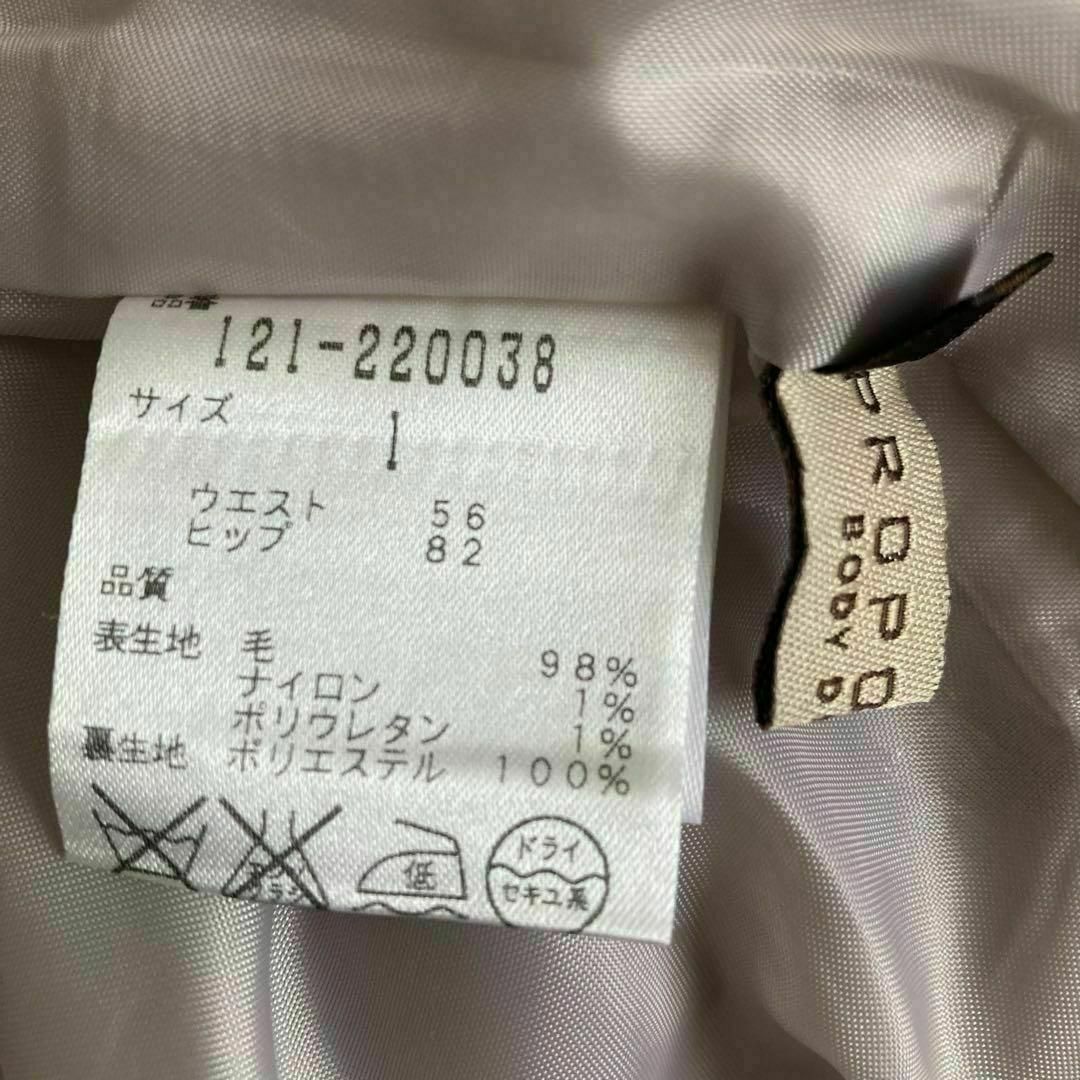 品番
121-220038
サイズ
1
ウエスト 56
ヒップ 82
品質
表生地 毛 98%
ナイロン 1%
ポリウレタン 1%
裏生地 ポリエステル 100%
低
ドライ
セキユ系
PROPO
BODY D